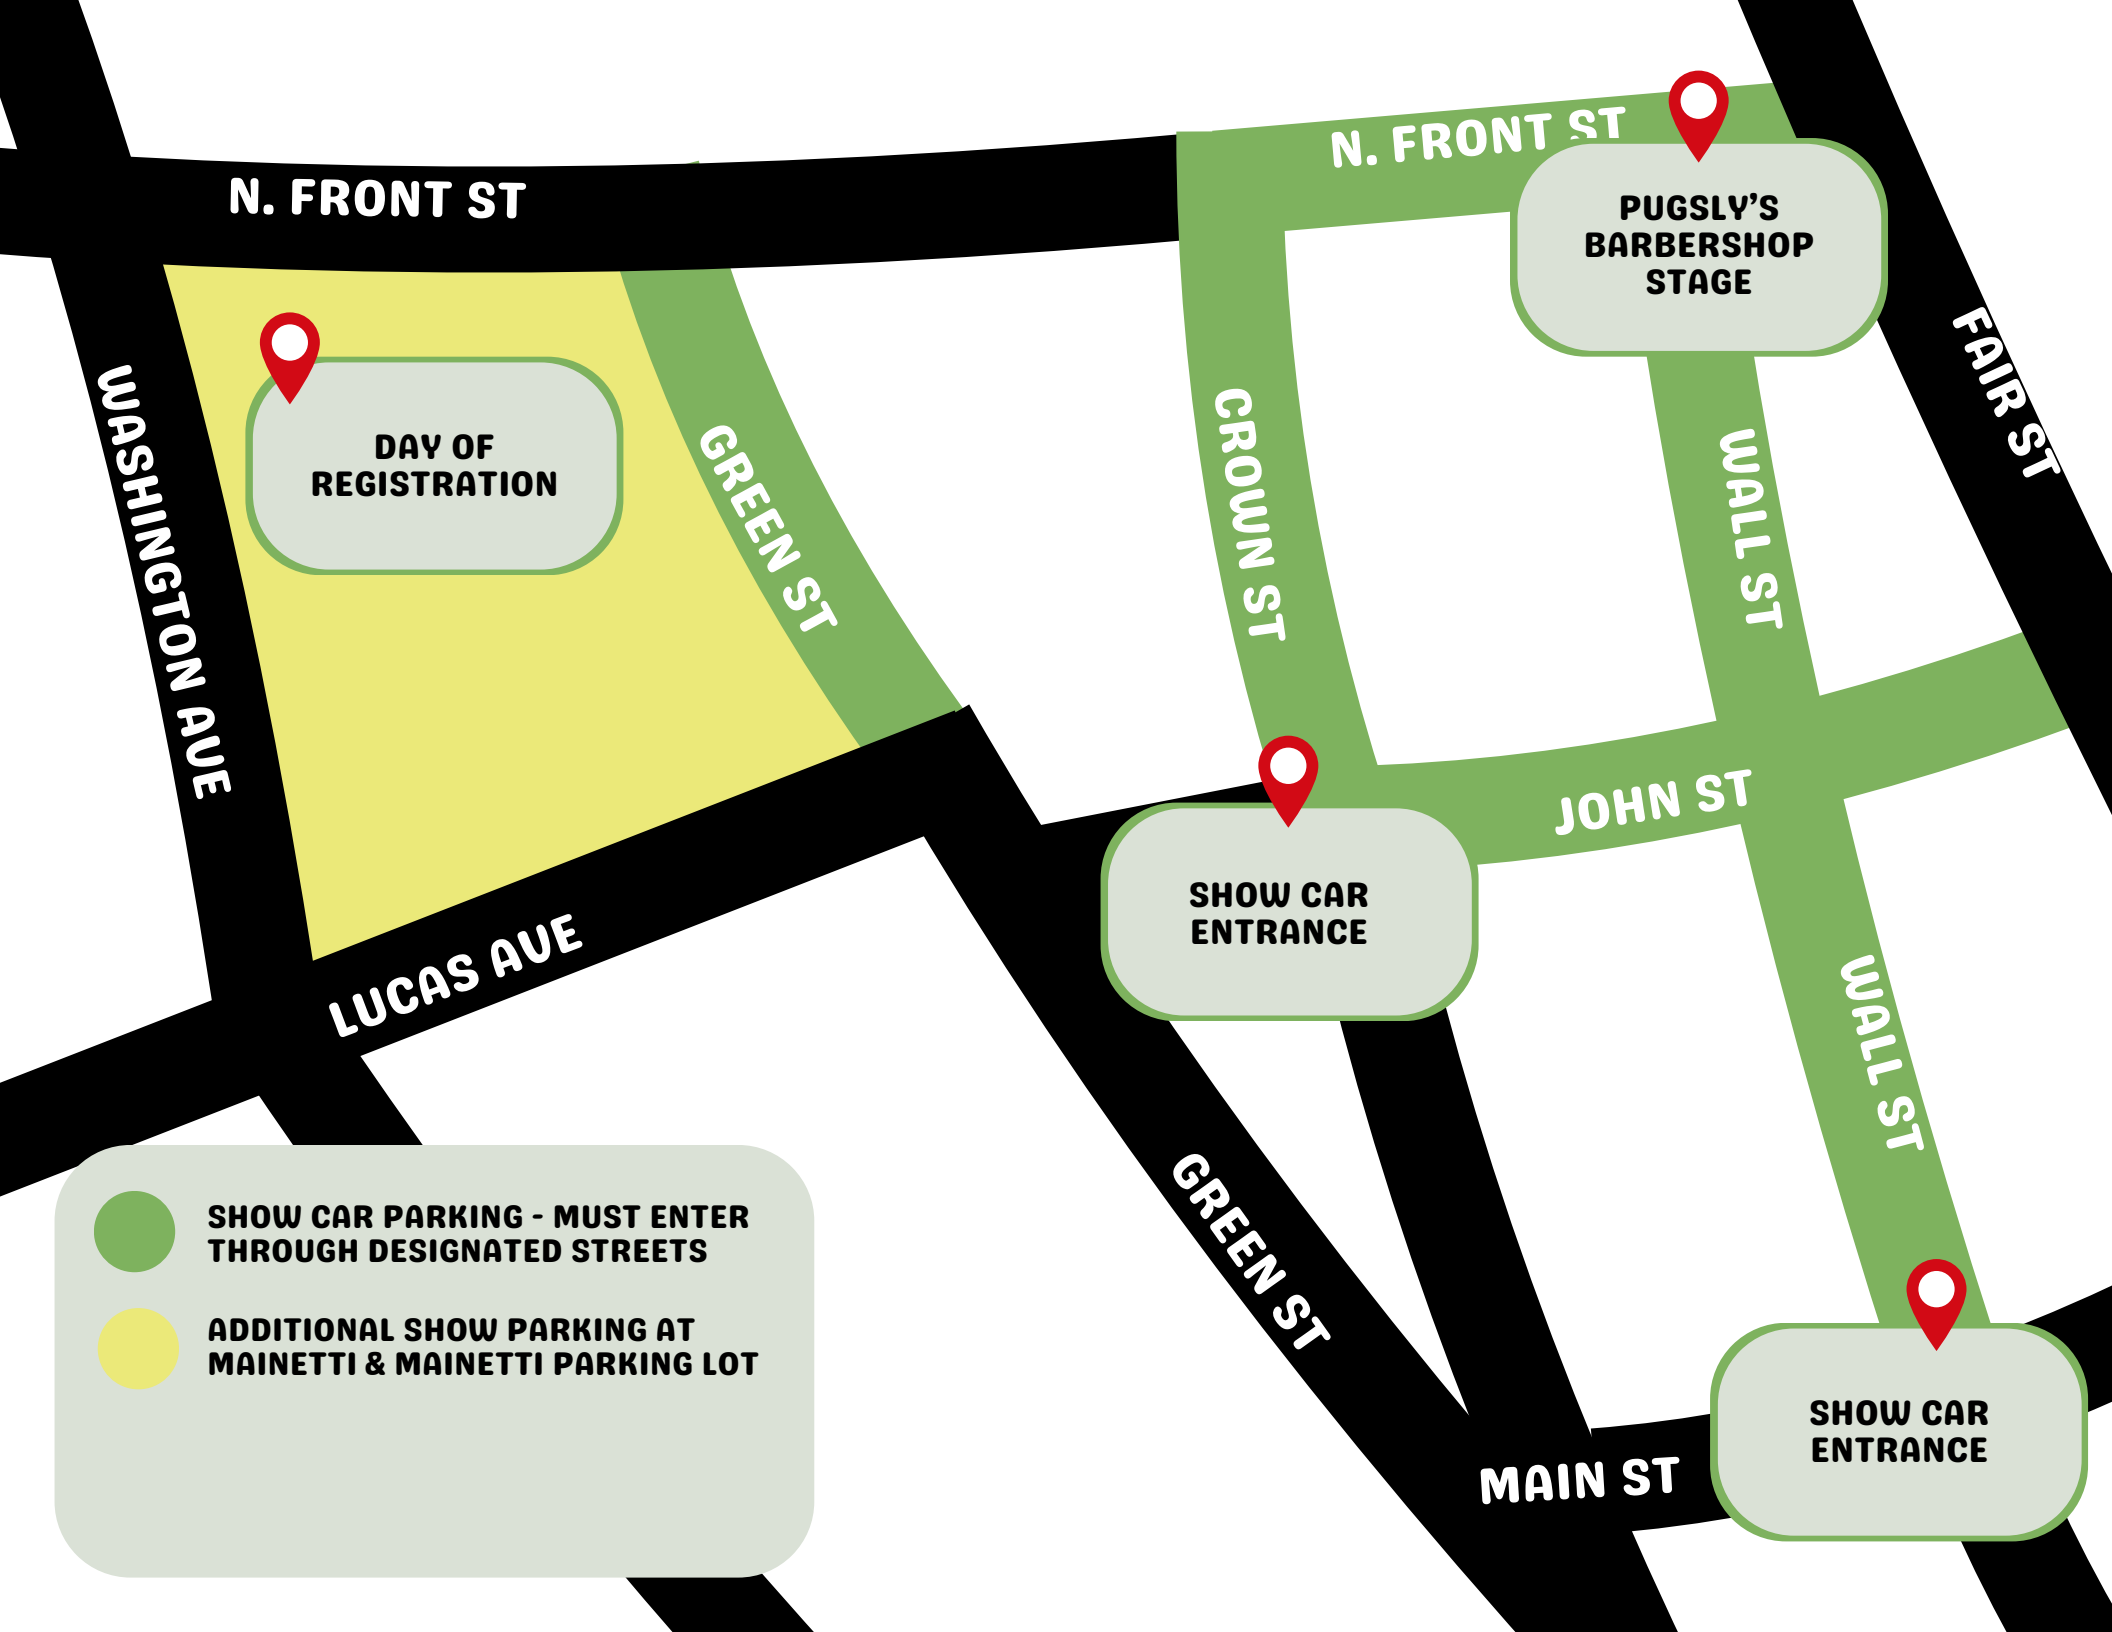 N. FRONT ST
N. FRONT ST
PUGSLY'S
BARBERSHOP
STAGE
FAIR ST
WASHINGTON AVE
DAY OF
REGISTRATION
GREEN ST
CROWN ST
WALL ST
JOHN ST
SHOW CAR
ENTRANCE
LUCAS AVE
WALL ST
GREEN ST
SHOW CAR PARKING - MUST ENTER
THROUGH DESIGNATED STREETS
ADDITIONAL SHOW PARKING AT
MAINETTI & MAINETTI PARKING LOT
MAIN ST
SHOW CAR
ENTRANCE